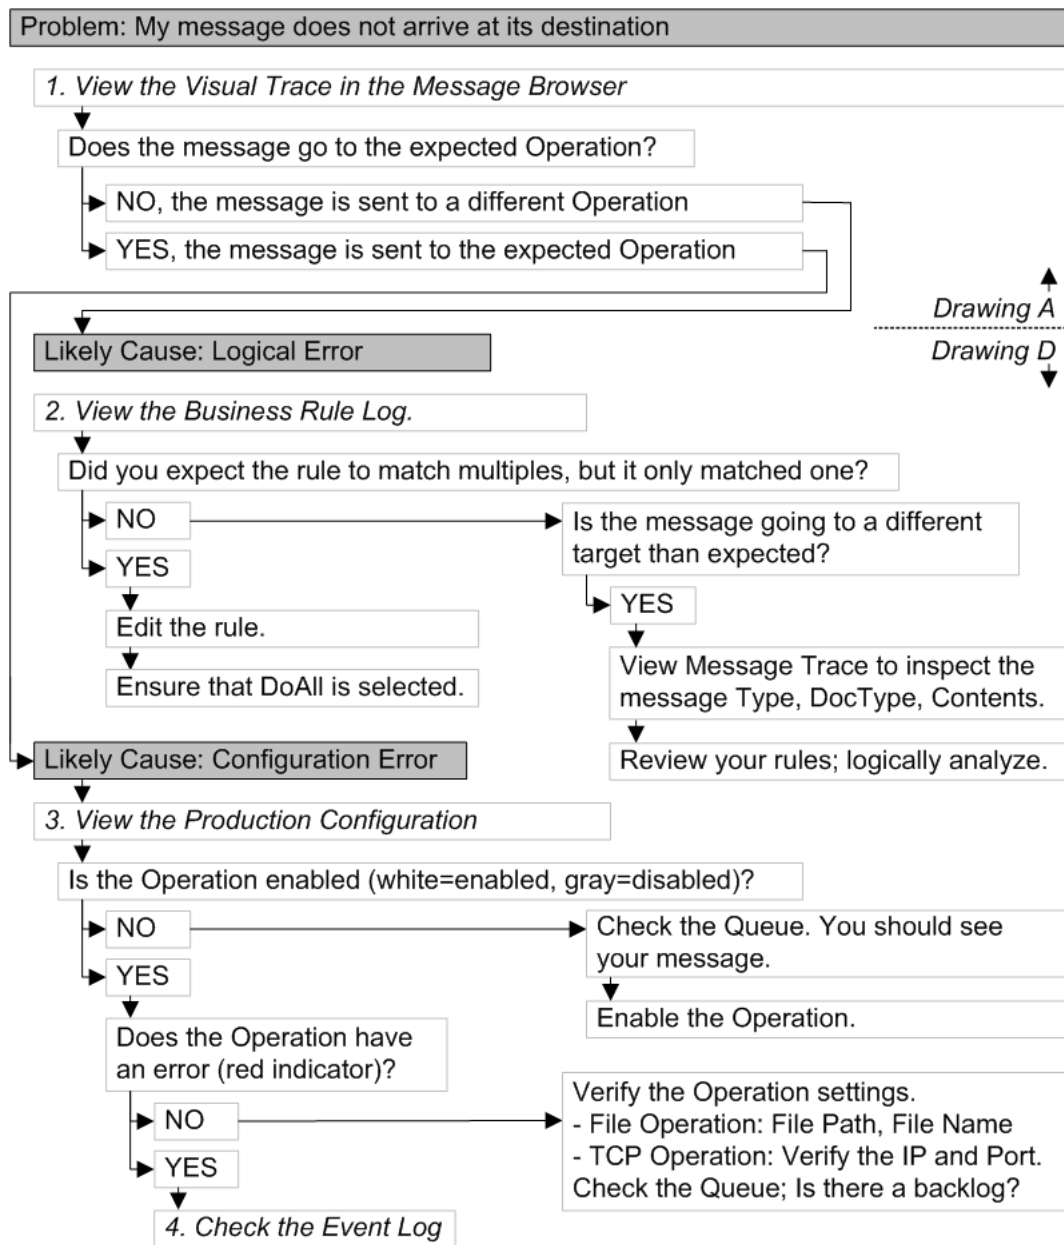 Problem: My message does not arrive at its destination
1. View the Visual Trace in the Message Browser
Does the message go to the expected Operation?
NO, the message is sent to a different Operation
YES, the message is sent to the expected Operation
Drawing A
Drawing D
Likely Cause: Logical Error
2. View the Business Rule Log.
Did you expect the rule to match multiples, but it only matched one?
NO
Is the message going to a different
target than expected?
YES
YES
Edit the rule.
Ensure that DoAll is selected.
View Message Trace to inspect the
message Type, DocType, Contents.
Review your rules; logically analyze.
Likely Cause: Configuration Error
3. View the Production Configuration
Is the Operation enabled (white=enabled, gray=disabled)?
NO
Check the Queue. You should see
your message.
Enable the Operation.
YES
Does the Operation have
an error (red indicator)?
NO
Verify the Operation settings.
- File Operation: File Path, File Name
- TCP Operation: Verify the IP and Port.
Check the Queue; Is there a backlog?
YES
4. Check the Event Log